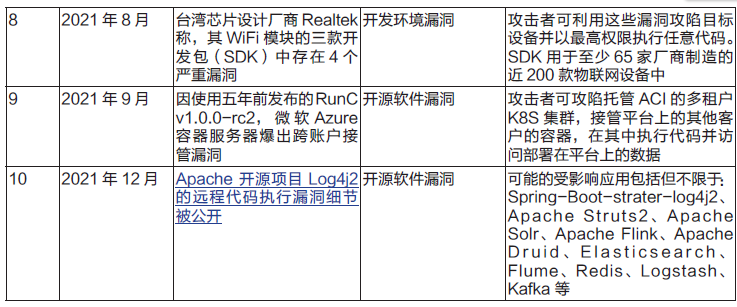 8
2021 年 8 月
台湾芯片设计厂商 Realtek
称，其 WiFi 模块的三款开
发包（SDK）中存在 4 个
严重漏洞
开发环境漏洞
攻击者可利用这些漏洞攻陷目标
设备并以最高权限执行任意代码。
SDK 用于至少 65 家厂商制造的
近 200 款物联网设备中
9
2021 年 9 月
因使用五年前发布的RunC
v1.0.0-rc2，微软 Azure
容器服务器爆出跨账户接
管漏洞
开源软件漏洞
攻击者可攻陷托管 ACI 的多租户
K8S 集群，接管平台上的其他客
户的容器，在其中执行代码并访
问部署在平台上的数据
10
2021 年 12 月
Apache 开源项目 Log4j2
的远程代码执行漏洞细节
被公开
开源软件漏洞
可能的受影响应用包括但不限于:
Spring-Boot-strater-log4j2、
Apache Struts2、Apache
Solr、Apache Flink、Apache
Druid、Elasticsearch、
Flume、Redis、Logstash、
Kafka 等